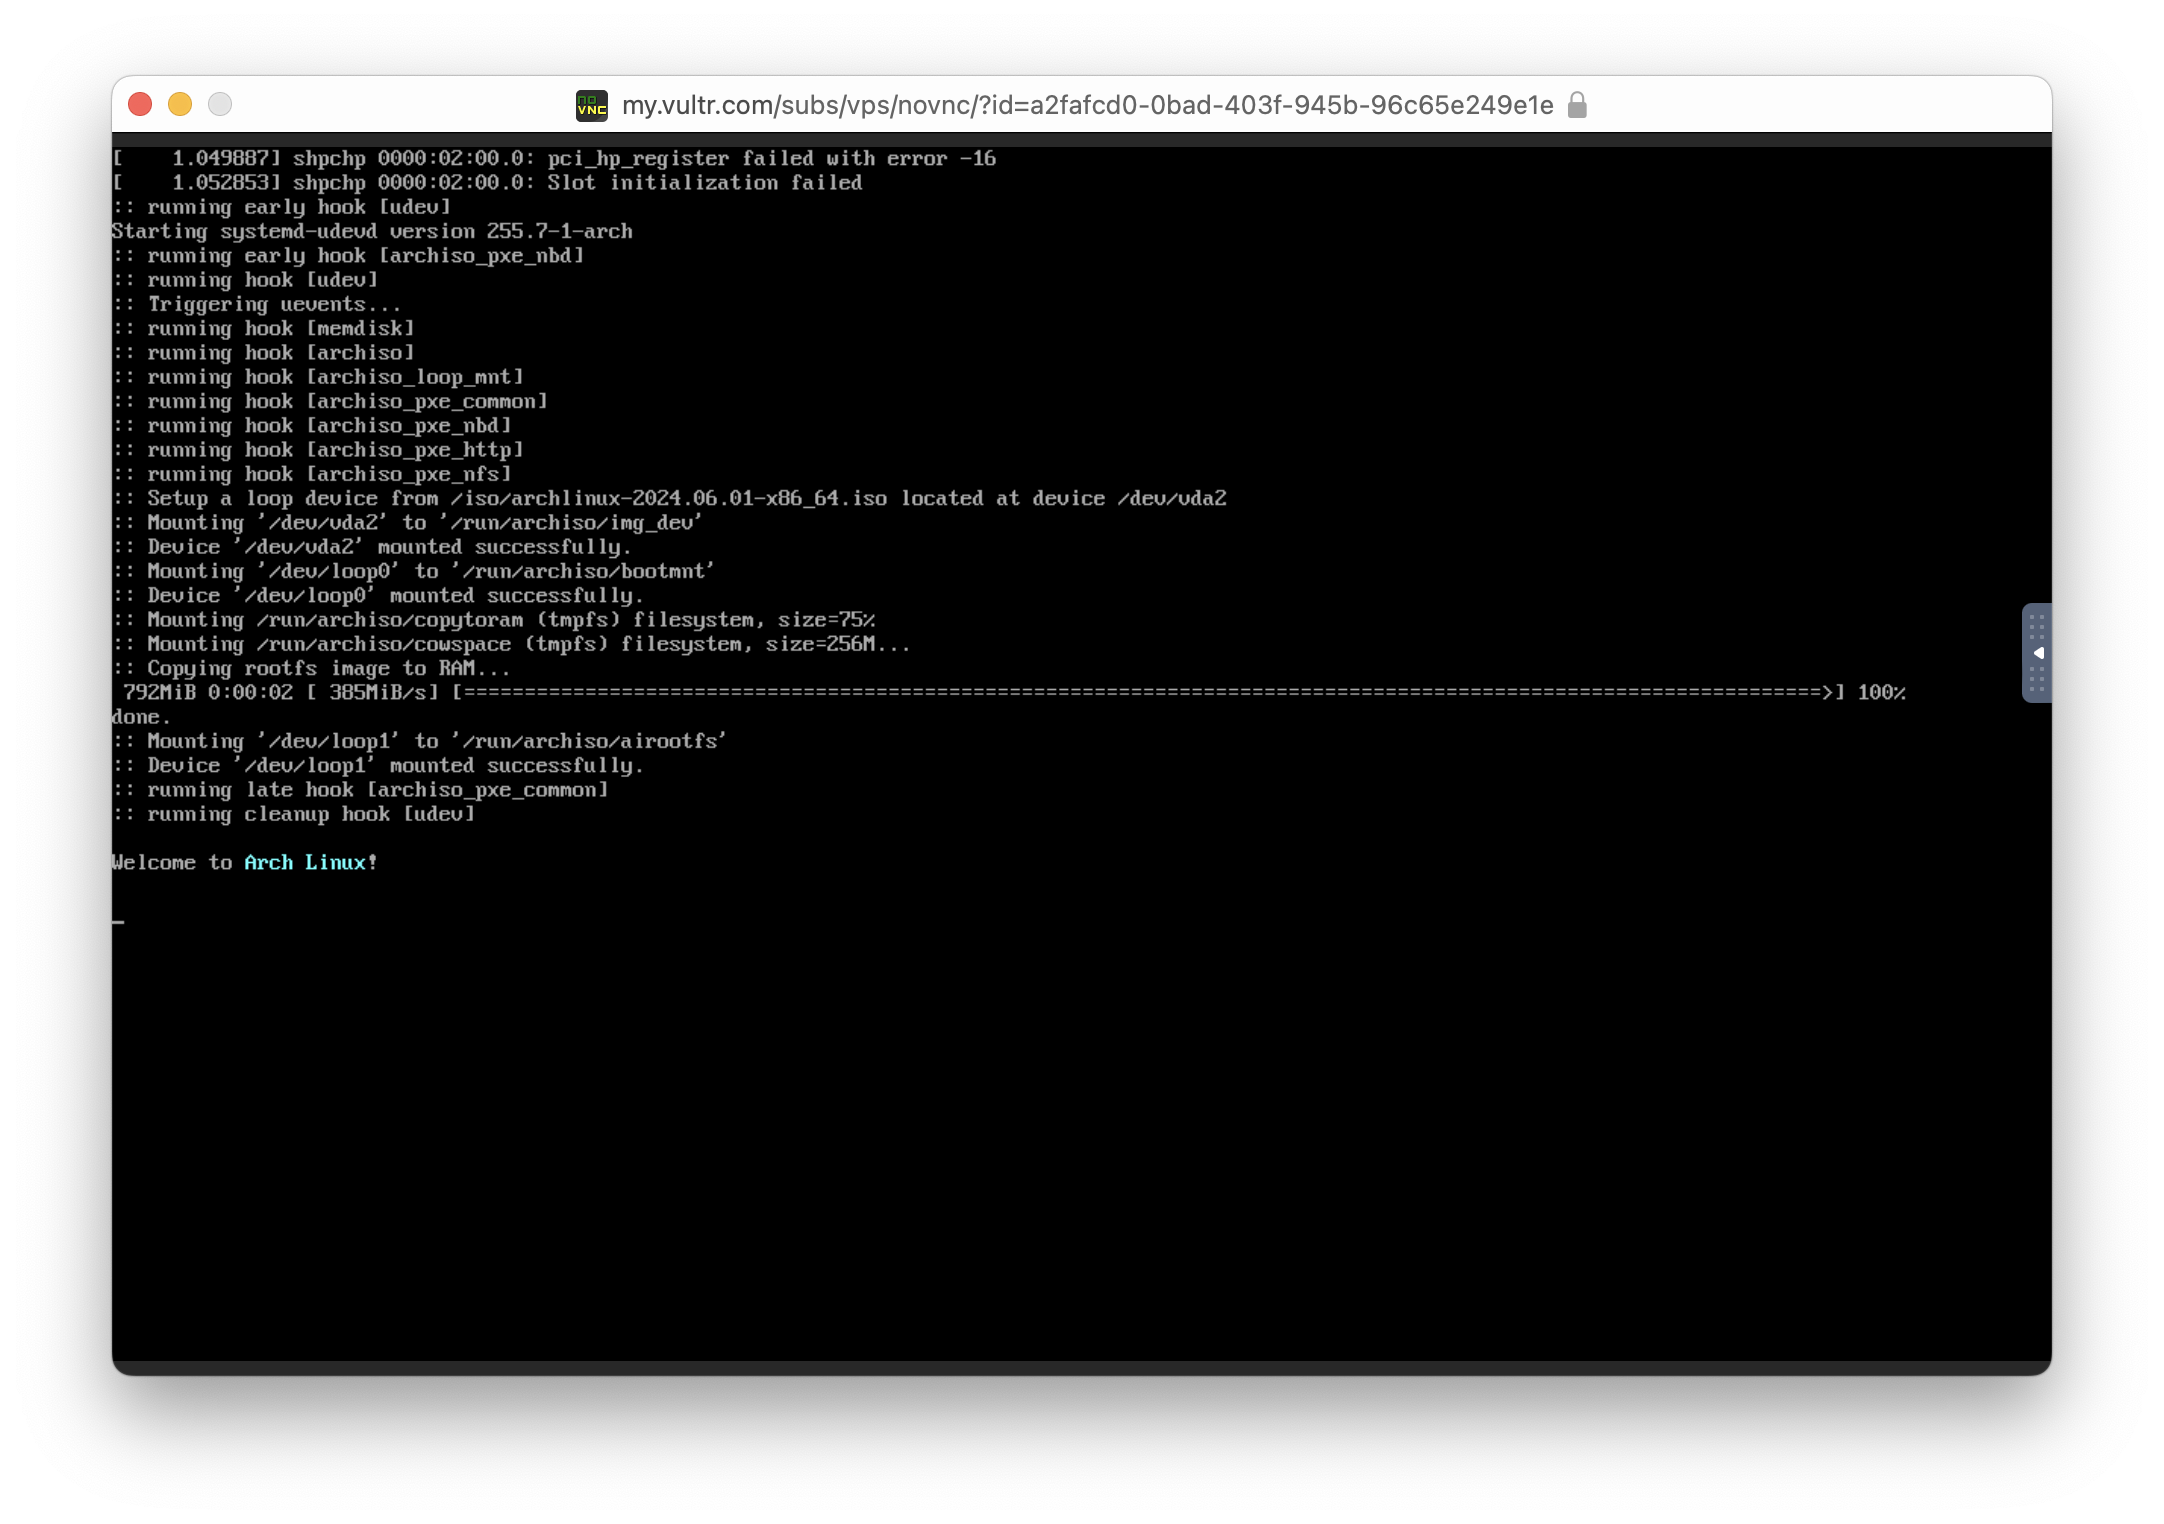 no
VNC
my.vultr.com/subs/vps/novnc/?id=a2fafcd0-0bad-403f-945b-96c65e249e1e
[    1.049887] shpchp 0000:02:00.0: pci_hp_register failed with error -16
[    1.052853] shpchp 0000:02:00.0: Slot initialization failed
:: running early hook [udev]
Starting systemd-udevd version 255.7-1-arch
:: running early hook [archiso_pxe_nbd]
:: running hook [udev]
:: Triggering uevents...
:: running hook [memdisk]
:: running hook [archiso]
:: running hook [archiso_loop_mnt]
:: running hook [archiso_pxe_common]
:: running hook [archiso_pxe_nbd]
:: running hook [archiso_pxe_http]
:: running hook [archiso_pxe_nfs]
:: Setup a loop device from /iso/archlinux-2024.06.01-x86_64.iso located at device /dev/vda2
:: Mounting '/dev/vda2' to '/run/archiso/img_dev'
:: Device '/dev/vda2' mounted successfully.
:: Mounting '/dev/loop0' to '/run/archiso/bootmnt'
:: Device '/dev/loop0' mounted successfully.
:: Mounting /run/archiso/copytoram (tmpfs) filesystem, size=75%
:: Mounting /run/archiso/cowspace (tmpfs) filesystem, size=256M...
:: Copying rootfs image to RAM...
 792MiB 0:00:02 [ 385MiB/s] [================================================================================================================>] 100%
done.
:: Mounting '/dev/loop1' to '/run/archiso/airootfs'
:: Device '/dev/loop1' mounted successfully.
:: running late hook [archiso_pxe_common]
:: running cleanup hook [udev]
Welcome to Arch Linux!